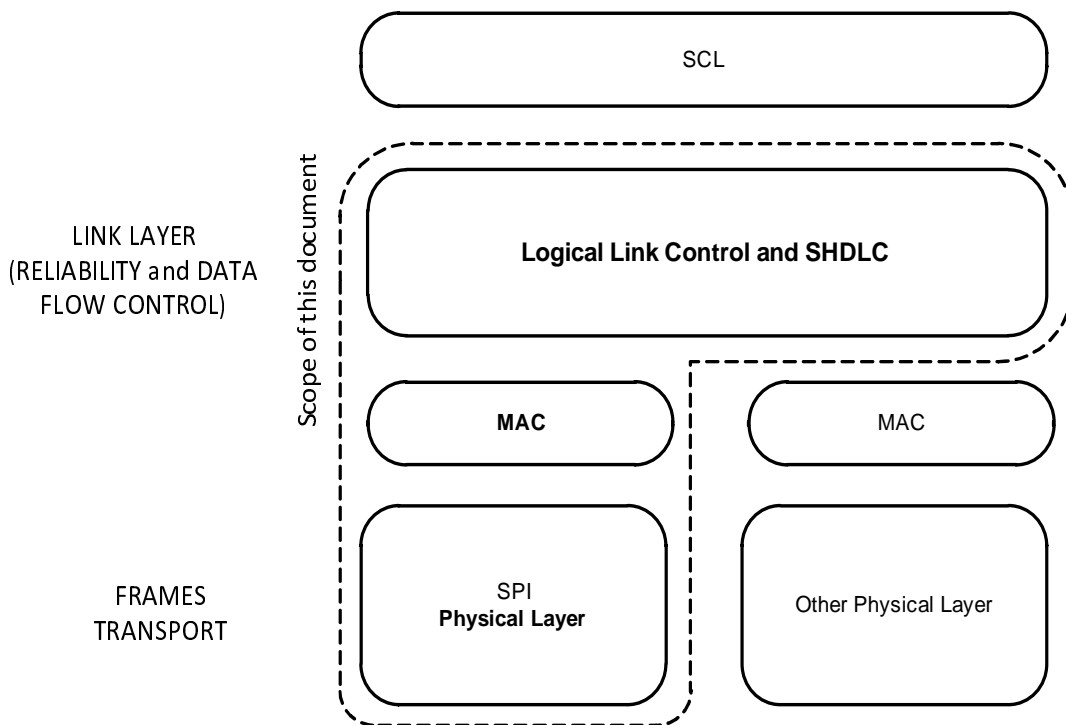 SCL
Scope of this document
LINK LAYER
(RELIABILITY and DATA
FLOW CONTROL)
Logical Link Control and SHDLC
MAC
MAC
FRAMES
TRANSPORT
SPI
Physical Layer
Other Physical Layer